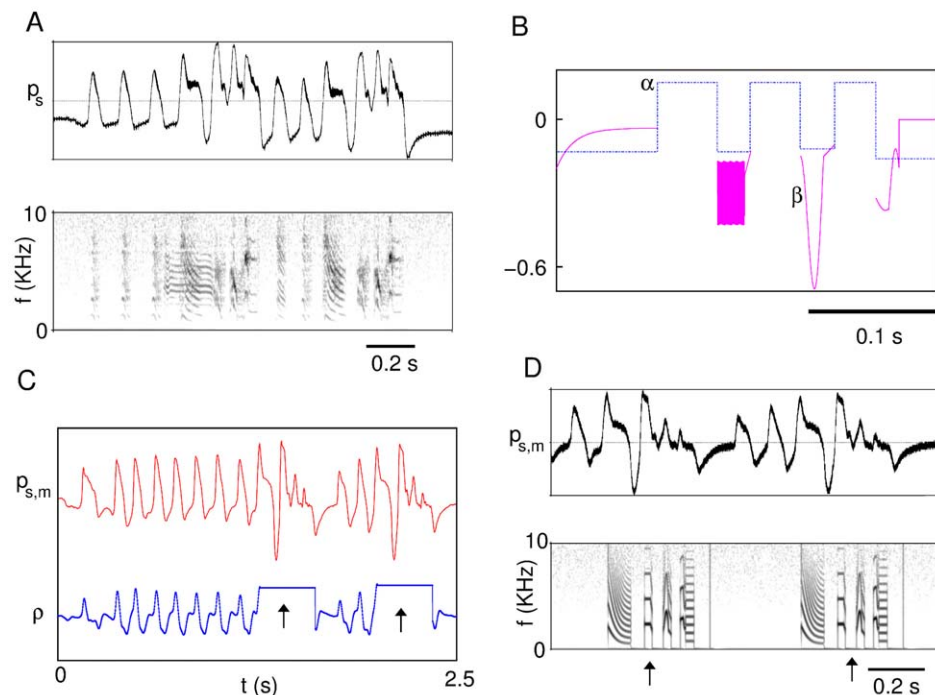 A
p_s
10
f (KHz)
0
0.2 s
B
α
0
β
−0.6
0.1 s
C
p_s,m
ρ
0
t (s)
2.5
D
p_s,m
10
f (KHz)
0
0.2 s